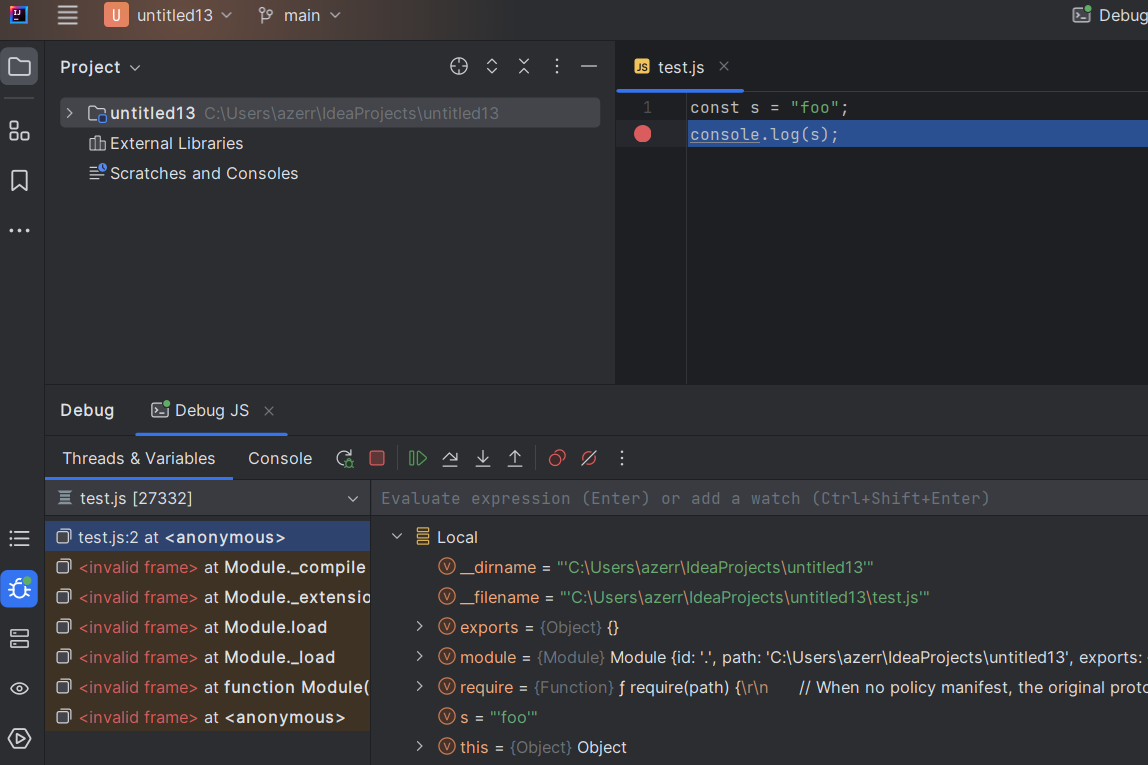 U untitled13 main Debug
Project
test.js
untitled13 C:\Users\azerr\IdeaProjects\untitled13
External Libraries
Scratches and Consoles
1 const s = "foo";
console.log(s);
Debug Debug JS
Threads & Variables Console
test.js [27332]
Evaluate expression (Enter) or add a watch (Ctrl+Shift+Enter)
test.js:2 at <anonymous>
<invalid frame> at Module._compile
<invalid frame> at Module._extensio
<invalid frame> at Module.load
<invalid frame> at Module._load
<invalid frame> at function Module(
<invalid frame> at <anonymous>
Local
__dirname = "'C:\Users\azerr\IdeaProjects\untitled13'"
__filename = "'C:\Users\azerr\IdeaProjects\untitled13\test.js'"
exports = {Object} {}
module = {Module} Module {id: '.', path: 'C:\Users\azerr\IdeaProjects\untitled13', exports:
require = {Function} ƒ require(path) {\r\n // When no policy manifest, the original proto
s = "'foo'"
this = {Object} Object